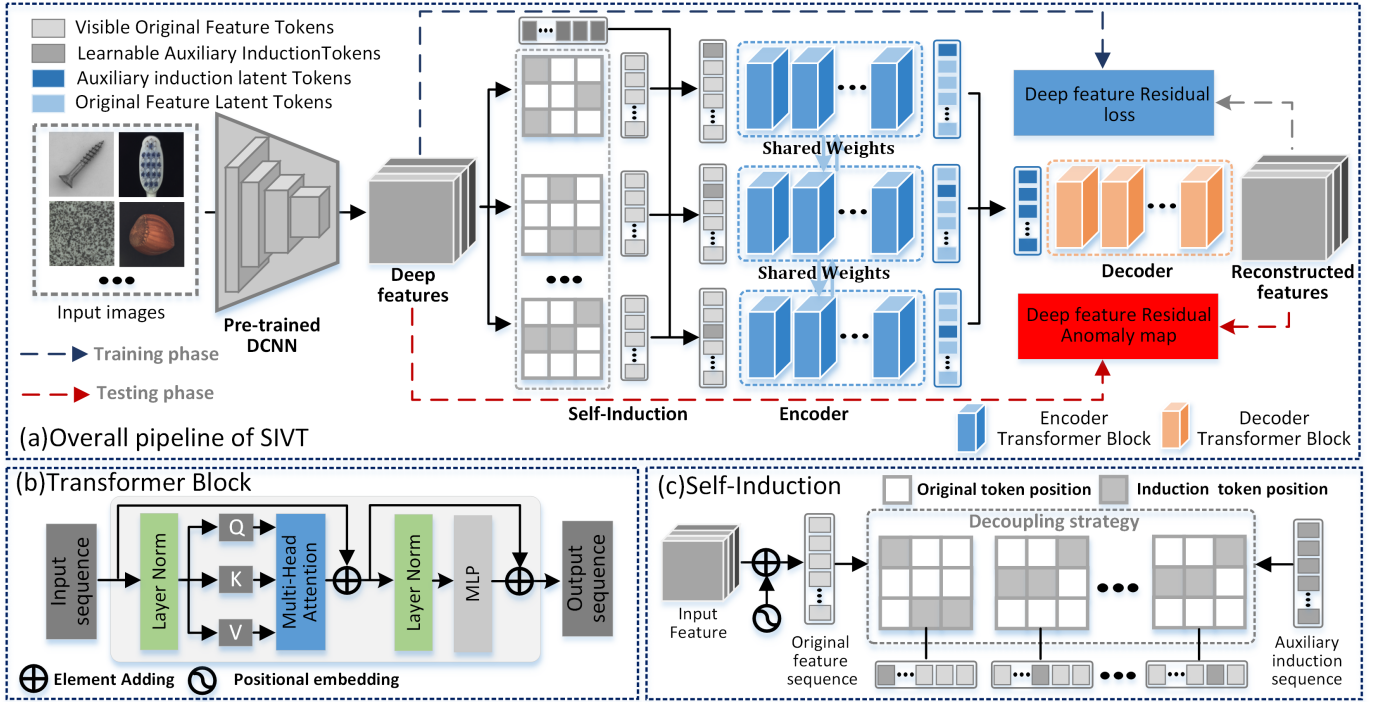 Visible Original Feature Tokens
Learnable Auxiliary InductionTokens
Auxiliary induction latent Tokens
Original Feature Latent Tokens
Input images
Pre-trained
DCNN
Deep
features
Training phase
Testing phase
Shared Weights
Shared Weights
Self-Induction
Encoder
Deep feature Residual
loss
Decoder
Reconstructed
features
Deep feature Residual
Anomaly map
Encoder
Transformer Block
Decoder
Transformer Block
(a)Overall pipeline of SIVT
(b)Transformer Block
Input
sequence
Layer Norm
Q
K
V
Multi-Head
Attention
Layer Norm
MLP
Output
sequence
Element Adding
Positional embedding
(c)Self-Induction
Original token position
Induction token position
Decoupling strategy
Input
Feature
Original
feature
sequence
Auxiliary
induction
sequence